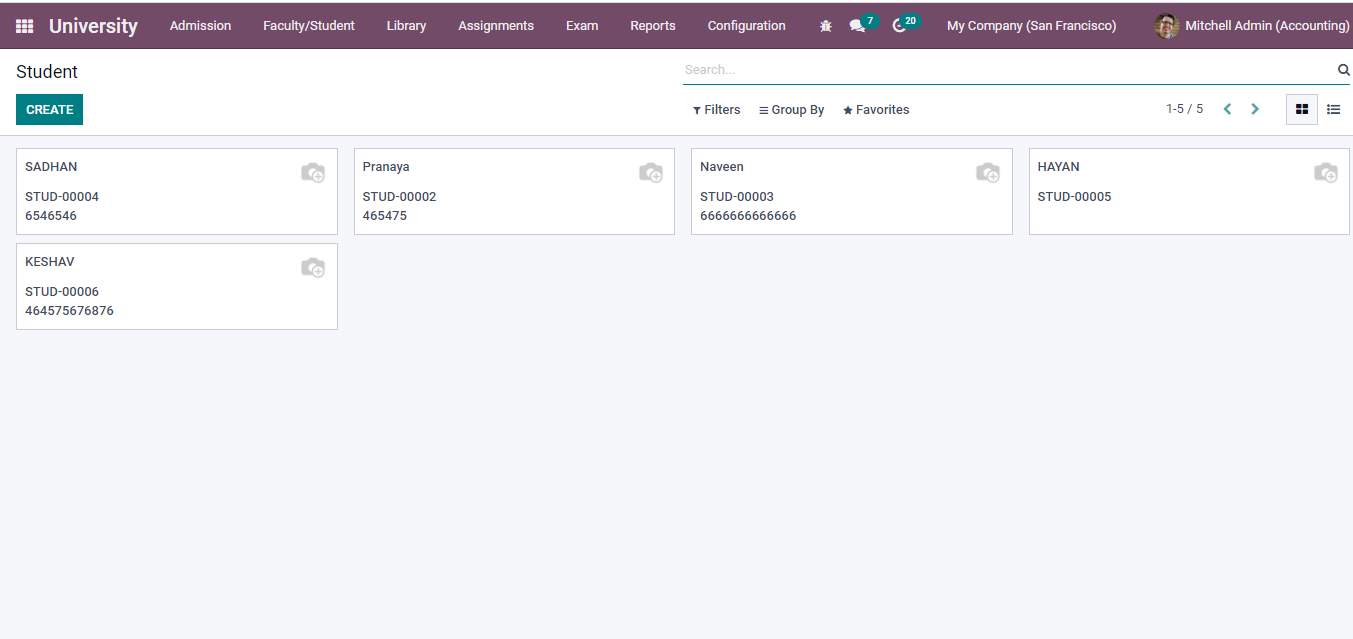 University Admission Faculty/Student Library Assignments Exam Reports Configuration 7 20 My Company (San Francisco) Mitchell Admin (Accounting)
Student
Search...
CREATE
Filters Group By Favorites 1-5 / 5
SADHAN
STUD-00004
6546546
Pranaya
STUD-00002
465475
Naveen
STUD-00003
6666666666666
HAYAN
STUD-00005
KESHAV
STUD-00006
464575676876